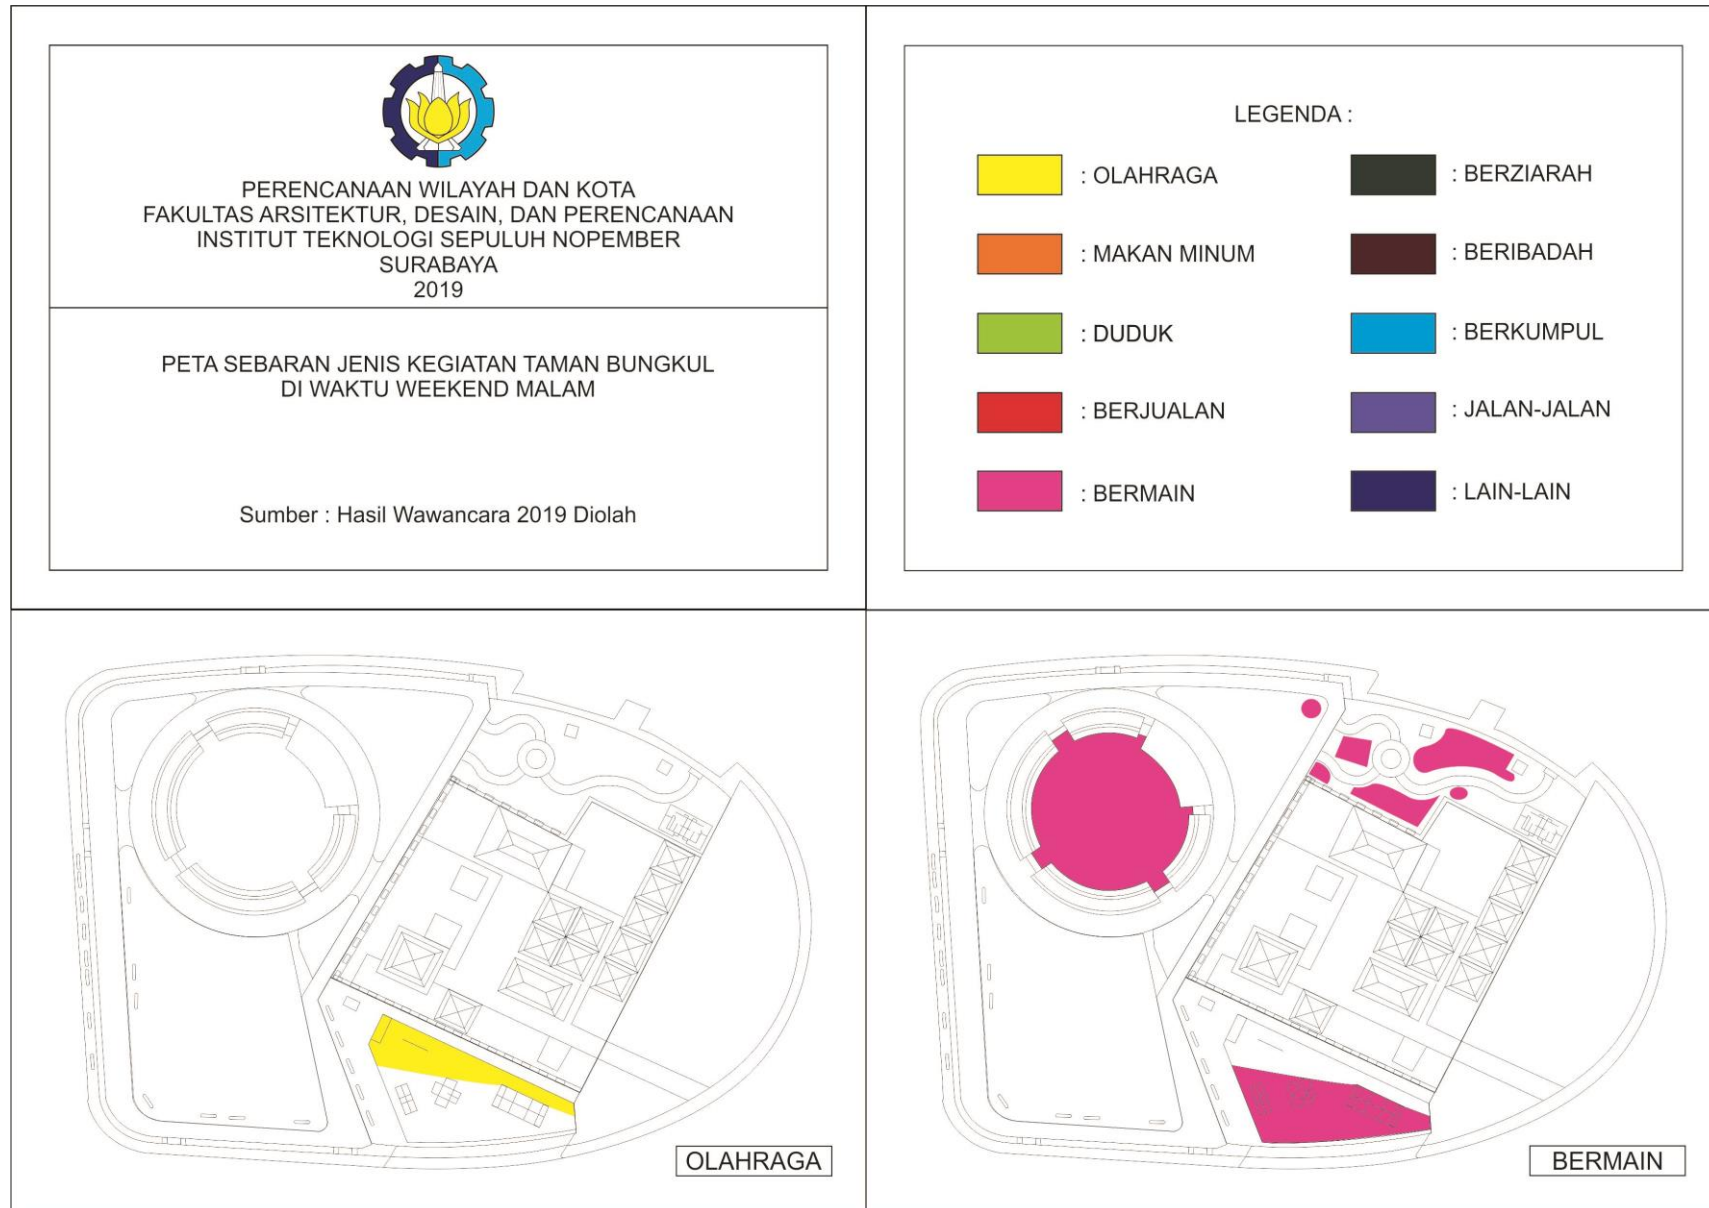 PERENCANAAN WILAYAH DAN KOTA
FAKULTAS ARSITEKTUR, DESAIN, DAN PERENCANAAN
INSTITUT TEKNOLOGI SEPULUH NOPEMBER
SURABAYA
2019
PETA SEBARAN JENIS KEGIATAN TAMAN BUNGKUL
DI WAKTU WEEKEND MALAM
Sumber : Hasil Wawancara 2019 Diolah
LEGENDA :
: OLAHRAGA
: MAKAN MINUM
: DUDUK
: BERJUALAN
: BERMAIN
: BERZIARAH
: BERIBADAH
: BERKUMPUL
: JALAN-JALAN
: LAIN-LAIN
OLAHRAGA
BERMAIN